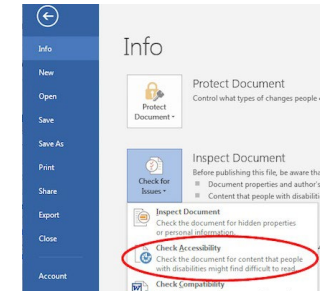 Info
New
Open
Save
Save As
Print
Share
Export
Close
Account
Info
Protect
Document
Protect Document
Control what types of changes people
Check for
Issues
Inspect Document
Before publishing this file, be aware tha
Document properties and author's
Content that people with disabiliti
Inspect Document
Check the document for hidden properties
or personal information.
Check Accessibility
Check the document for content that people
with disabilities might find difficult to read.
Check Compatibility